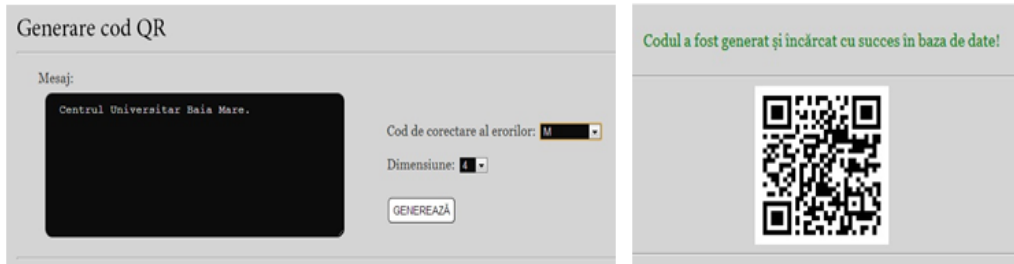 Generare cod QR
Mesaj:
Centrul Universitar Baia Mare.
Cod de corectare al erorilor: M
Dimensiune: 4
GENEREAZĂ
Codul a fost generat și încărcat cu succes în baza de date!